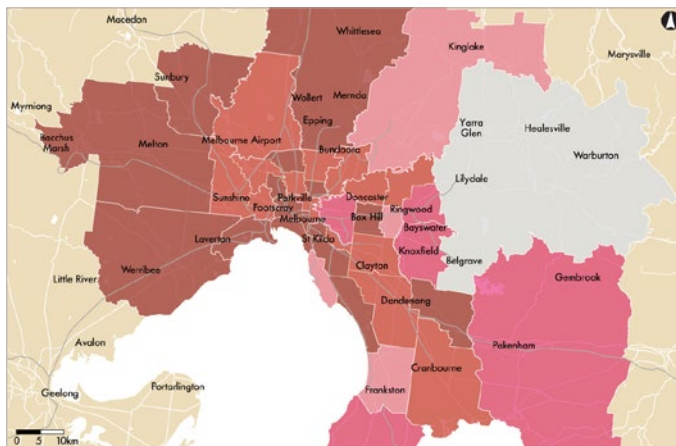 Macedon
Whittlesea
Kinglake
Marysville
Sunbury
Myrniong
Wollert
Mernda
Epping
Yarra
Glen
Healesville
Bacchus
Marsh
Melton
Melbourne Airport
Bundoora
Warburton
Lilydale
Sunshine
Parkville
Doncaster
Footscray
Ringwood
Melbourne
Box Hill
Bayswater
Laverton
St Kilda
Knoxfield
Belgrave
Clayton
Werribee
Little River
Gembrook
Dandenong
Avalon
Pakenham
Cranbourne
Geelong
Portarlington
Frankston
0 5 10km